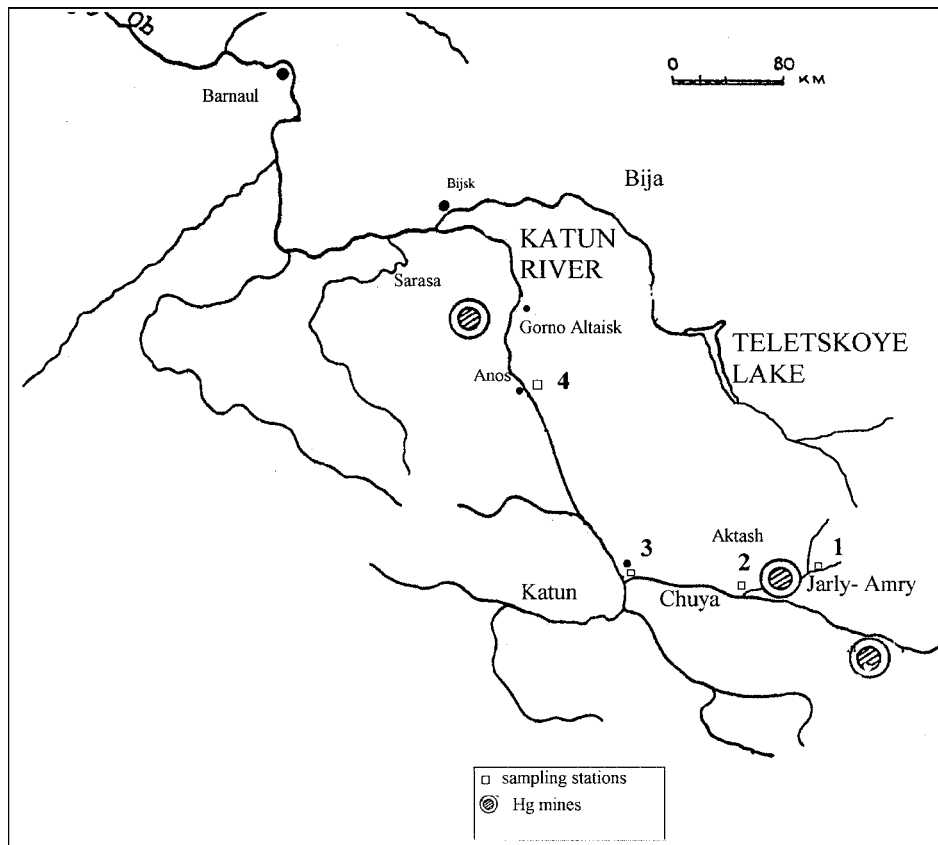 Ob
0 80
KM
Barnaul
Bija
Bijsk
KATUN
RIVER
Sarasa
Gorno Altaisk
TELETSKOYE
LAKE
Anos
4
Aktash
3
1
2
Jarly- Amry
Katun
Chuya
sampling stations
Hg mines